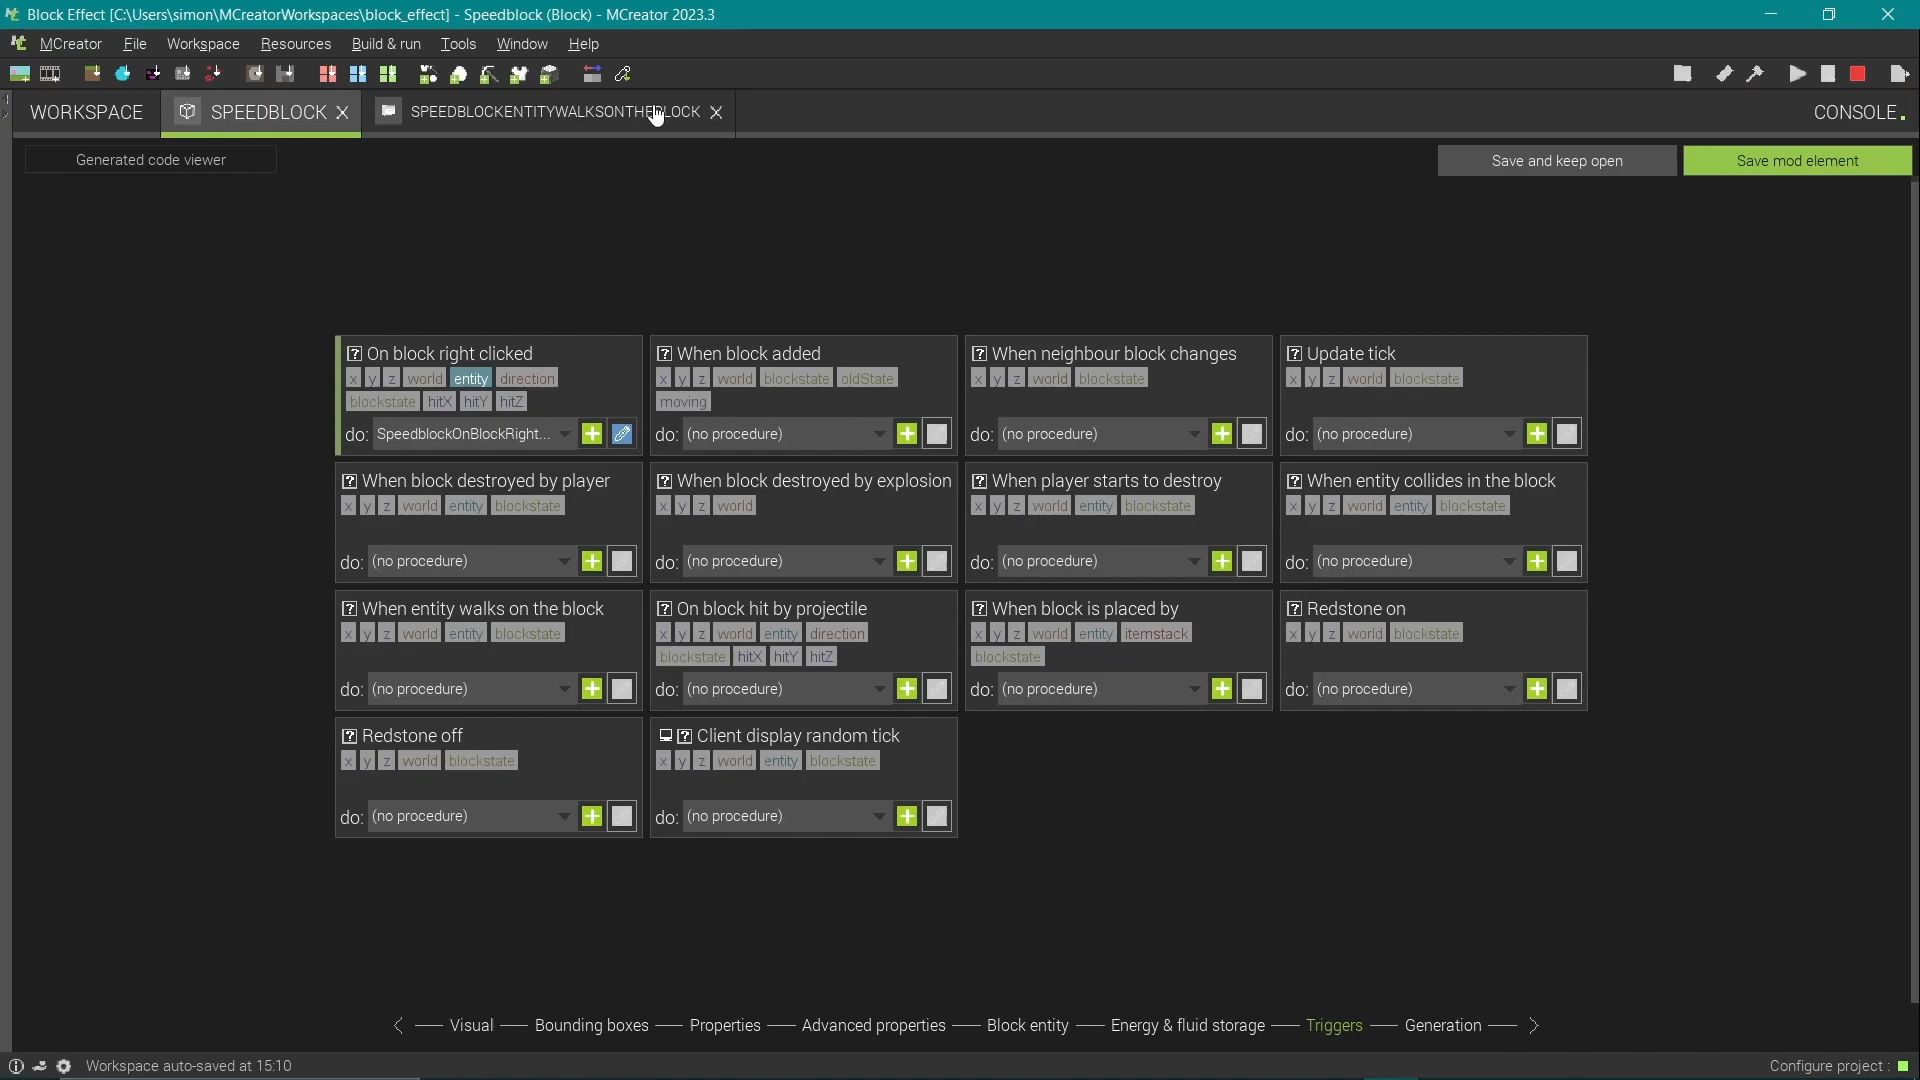 Block Effect [C:\Users\simon\MCreatorWorkspaces\block_effect] - Speedblock (Block) - MCreator 2023.3
MCreator File Workspace Resources Build & run Tools Window Help
WORKSPACE SPEEDBLOCK SPEEDBLOCKENTITYWALKSONTHEBLOCK CONSOLE
Generated code viewer Save and keep open Save mod element
On block right clicked When block added When neighbour block changes Update tick
x y z world entity direction x y z world blockstate oldState x y z world blockstate x y z world blockstate
blockstate hitX hitY hitZ moving
do: SpeedblockOnBlockRight... do: (no procedure) do: (no procedure) do: (no procedure)
When block destroyed by player When block destroyed by explosion When player starts to destroy When entity collides in the block
x y z world entity blockstate x y z world x y z world entity blockstate x y z world entity blockstate
do: (no procedure) do: (no procedure) do: (no procedure) do: (no procedure)
When entity walks on the block On block hit by projectile When block is placed by Redstone on
x y z world entity blockstate x y z world entity direction x y z world entity itemstack x y z world blockstate
blockstate hitX hitY hitZ blockstate
do: (no procedure) do: (no procedure) do: (no procedure) do: (no procedure)
Redstone off Client display random tick
x y z world blockstate x y z world entity blockstate
do: (no procedure) do: (no procedure)
Visual Bounding boxes Properties Advanced properties Block entity Energy & fluid storage Triggers Generation
Workspace auto-saved at 15:10 Configure project :